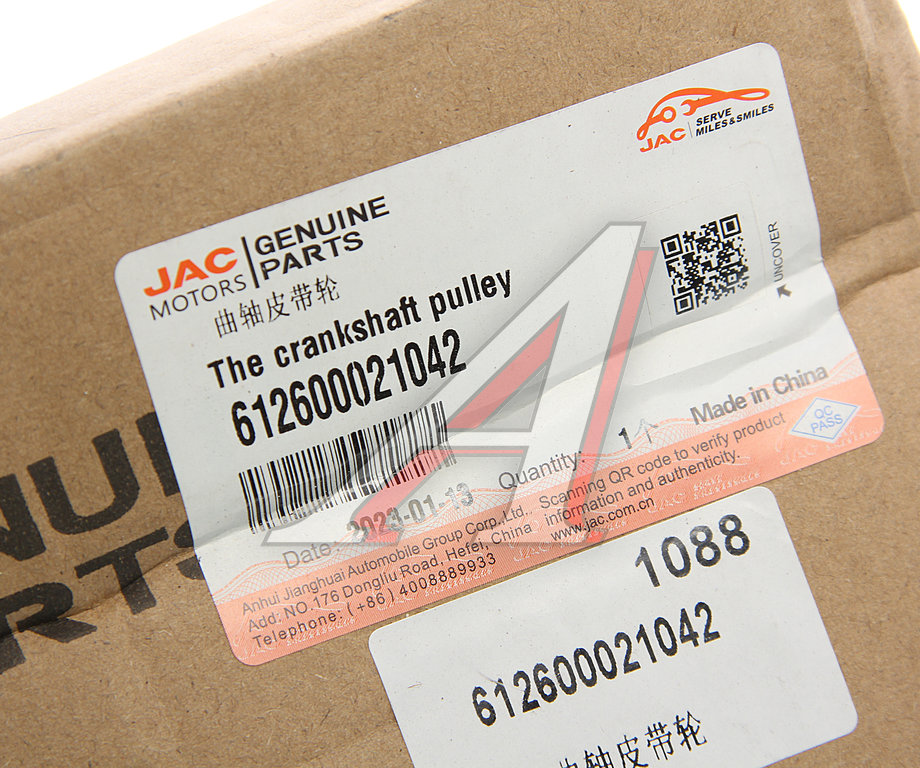 JAC | SERVE
MILES & SMILES
JAC | GENUINE
MOTORS | PARTS
曲轴皮带轮
The crankshaft pulley
612600021042
UNCOVER
Date: 2023-01-13
Quantity: 1 个
Made in China
QC
PASS
Anhui Jianghuai Automobile Group Corp.,Ltd.
Add: NO.176 Dongliu Road, Hefei, China
Telephone: (+86) 4008889933
Scanning QR code to verify product
information and authenticity.
www.jac.com.cn
1088
612600021042
曲轴皮带轮